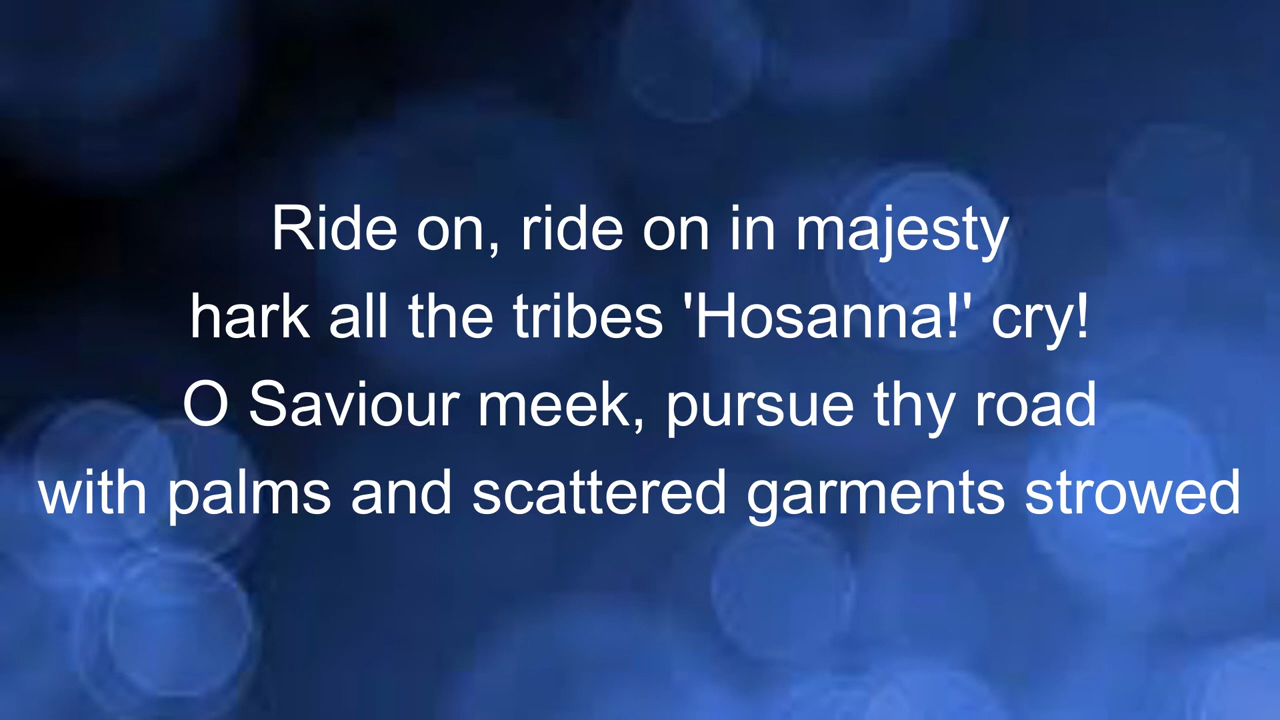 Ride on, ride on in majesty
hark all the tribes 'Hosanna!' cry!
O Saviour meek, pursue thy road
with palms and scattered garments strowed